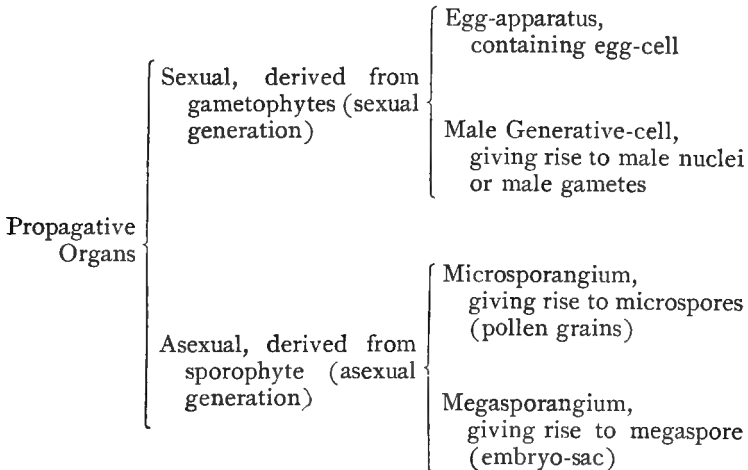 Propagative
Organs
Sexual, derived from
gametophytes (sexual
generation)
Egg-apparatus,
containing egg-cell
Male Generative-cell,
giving rise to male nuclei
or male gametes
Asexual, derived from
sporophyte (asexual
generation)
Microsporangium,
giving rise to microspores
(pollen grains)
Megasporangium,
giving rise to megaspore
(embryo-sac)